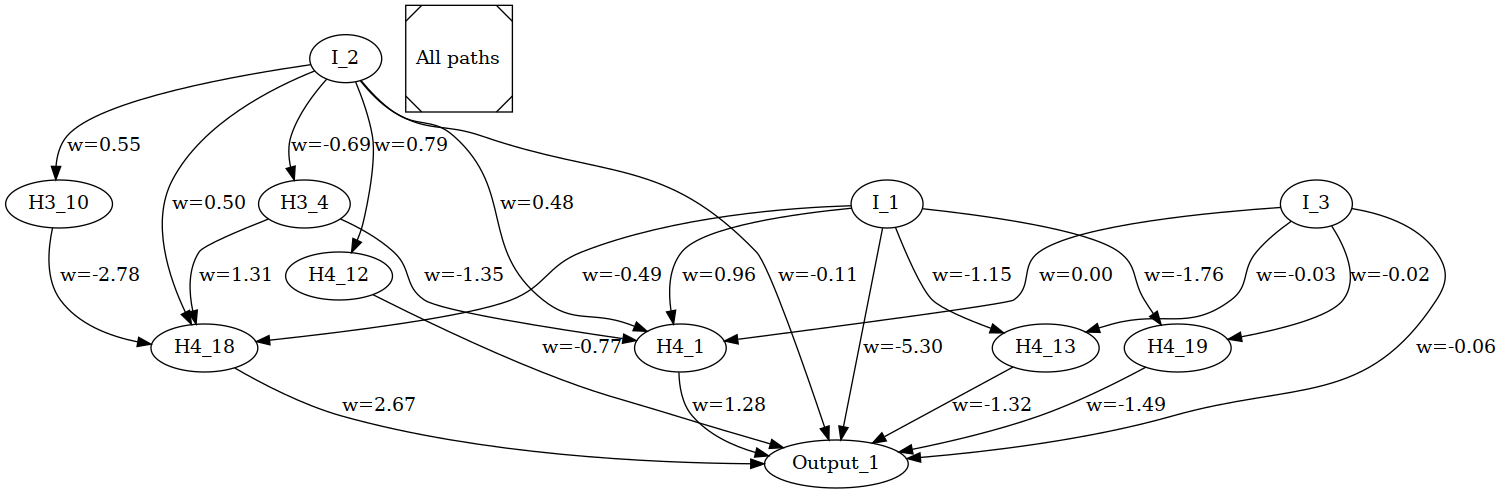 I_2
All paths
w=0.55
w=-0.69
w=0.79
H3_10
w=0.50
H3_4
w=0.48
I_1
I_3
w=-2.78
w=1.31
H4_12
w=-1.35
w=-0.49
w=0.96
w=-0.11
w=-1.15
w=0.00
w=-1.76
w=-0.03
w=-0.02
H4_18
w=-0.77
H4_1
w=-5.30
H4_13
H4_19
w=-0.06
w=2.67
w=1.28
w=-1.32
w=-1.49
Output_1